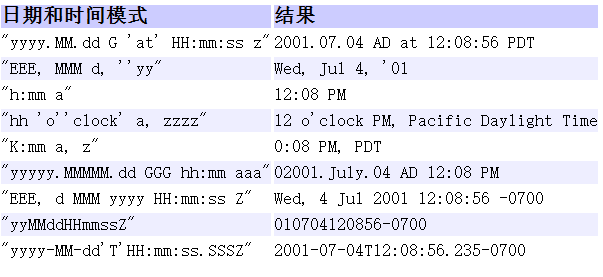 日期和时间模式 结果
"yyyy.MM.dd G 'at' HH:mm:ss z" 2001.07.04 AD at 12:08:56 PDT
"EEE, MMM d, ''yy" Wed, Jul 4, '01
"h:mm a" 12:08 PM
"hh 'o''clock' a, zzzz" 12 o'clock PM, Pacific Daylight Time
"K:mm a, z" 0:08 PM, PDT
"yyyyy.MMMMM.dd GGG hh:mm aaa" 02001.July.04 AD 12:08 PM
"EEE, d MMM yyyy HH:mm:ss Z" Wed, 4 Jul 2001 12:08:56 -0700
"yyMMddHHmmssZ" 010704120856-0700
"yyyy-MM-dd'T'HH:mm:ss.SSSZ" 2001-07-04T12:08:56.235-0700